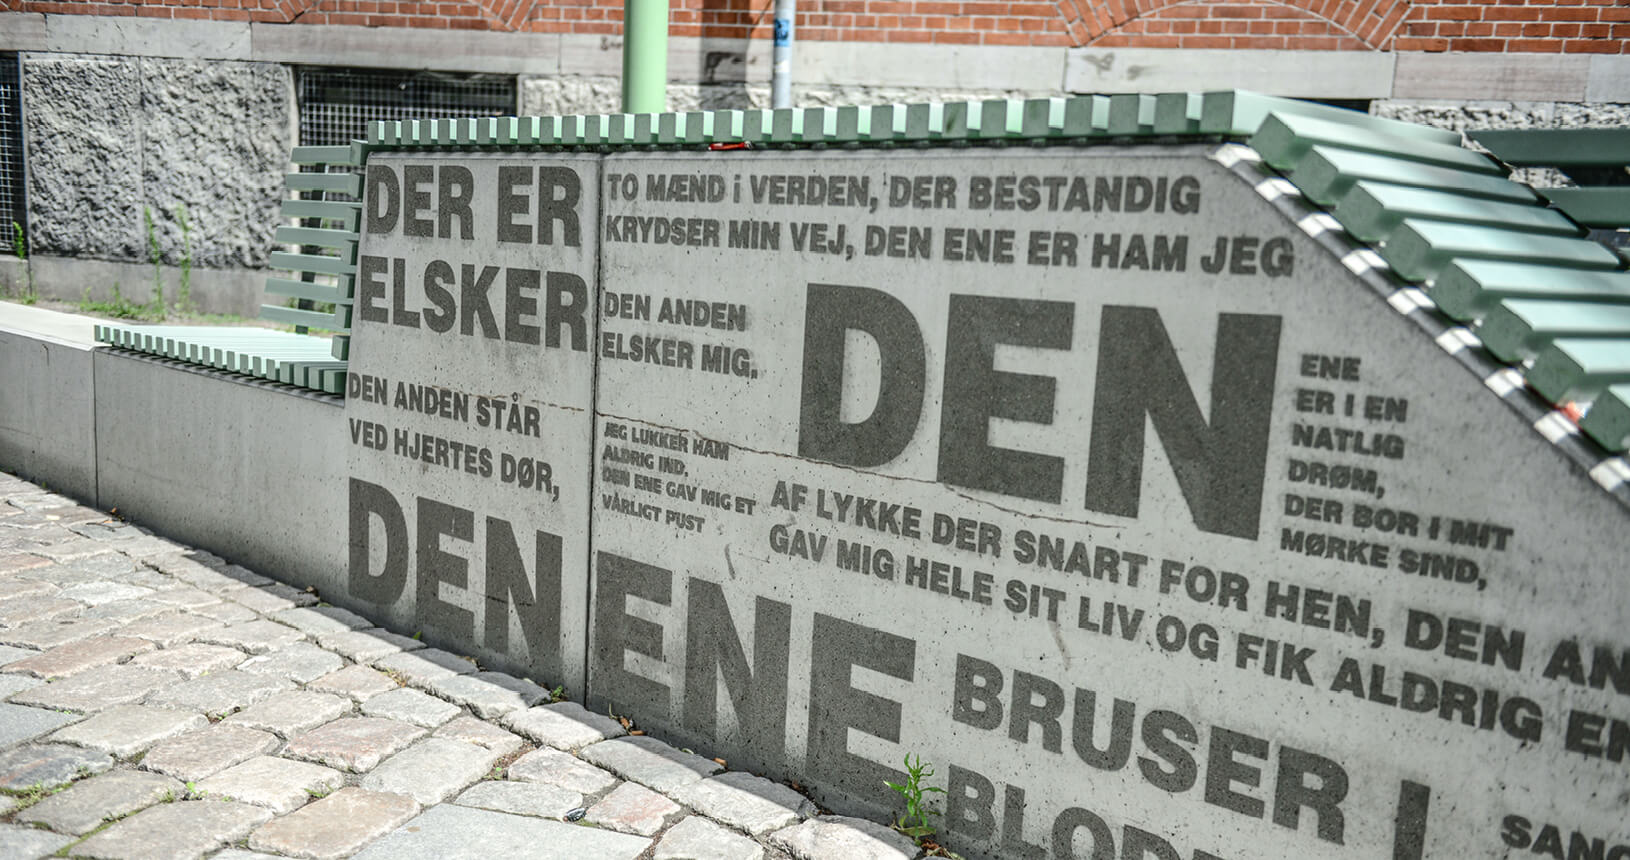 DER ER
ELSKER
TO MÆND i VERDEN, DER BESTANDIG
KRYDSER MIN VEJ, DEN ENE ER HAM JEG
DEN ANDEN
ELSKER MIG.
DEN
ENE
ER I EN
NATLIG
DRØM,
DER BOR I MIT
MØRKE SIND,
DEN ANDEN STÅR
VED HJERTES DØR,
JEG LUKKER HAM
ALDRIG IND.
DEN ENE GAV MIG ET
VÅRLIGT PUST
AF LYKKE DER SNART FOR HEN, DEN AN
GAV MIG HELE SIT LIV OG FIK ALDRIG EN
DEN ENE
BRUSER I
BLODE
SANG